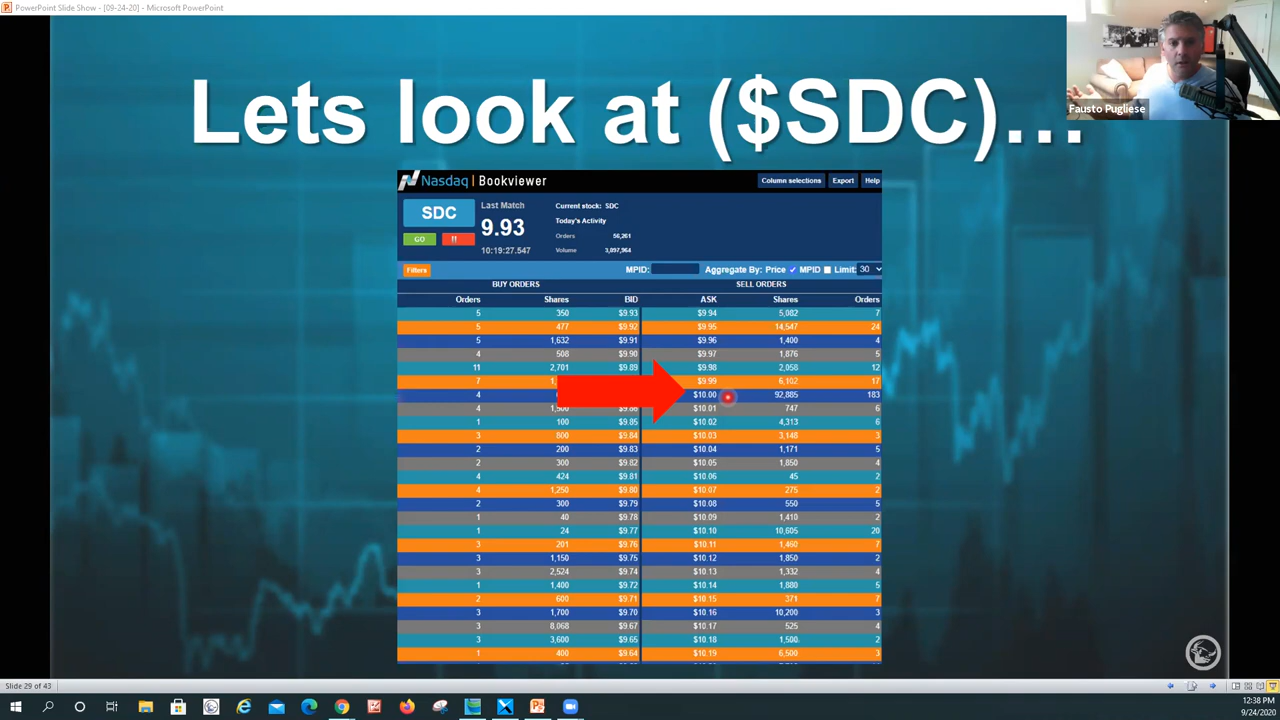 PowerPoint Slide Show - [09-24-20] - Microsoft PowerPoint
Fausto Pugliese
Lets look at ($SDC)...
Nasdaq | Bookviewer
Column selections Export Help
SDC
GO !!
Last Match
9.93
10:19:27.547
Current stock: SDC
Today's Activity
Orders 56,261
Volume 3,097,964
Filters MPID: Aggregate By: Price MPID Limit: 30
BUY ORDERS SELL ORDERS
Orders Shares BID ASK Shares Orders
5 350 $9.93 $9.94 5,082 7
5 477 $9.92 $9.95 14,547 24
5 1,632 $9.91 $9.96 1,400 4
4 508 $9.90 $9.97 1,876 5
11 2,701 $9.89 $9.98 2,058 12
7 $9.99 6,102 17
4 $10.00 92,885 183
4 1,500 $9.86 $10.01 747 6
1 100 $9.85 $10.02 4,313 6
3 800 $9.84 $10.03 3,148 3
2 200 $9.83 $10.04 1,171 5
2 300 $9.82 $10.05 1,850 4
4 424 $9.81 $10.06 45 2
4 1,250 $9.80 $10.07 275 2
2 300 $9.79 $10.08 550 5
1 40 $9.78 $10.09 1,410 2
1 24 $9.77 $10.10 10,605 20
3 201 $9.76 $10.11 1,460 7
3 1,150 $9.75 $10.12 1,850 2
3 2,524 $9.74 $10.13 1,332 4
1 1,400 $9.72 $10.14 1,880 5
2 600 $9.71 $10.15 371 7
3 1,700 $9.70 $10.16 10,200 3
3 8,068 $9.67 $10.17 525 4
3 3,600 $9.65 $10.18 1,500 2
1 400 $9.64 $10.19 6,500 3
Slide 29 of 43
12:38 PM
9/24/2020